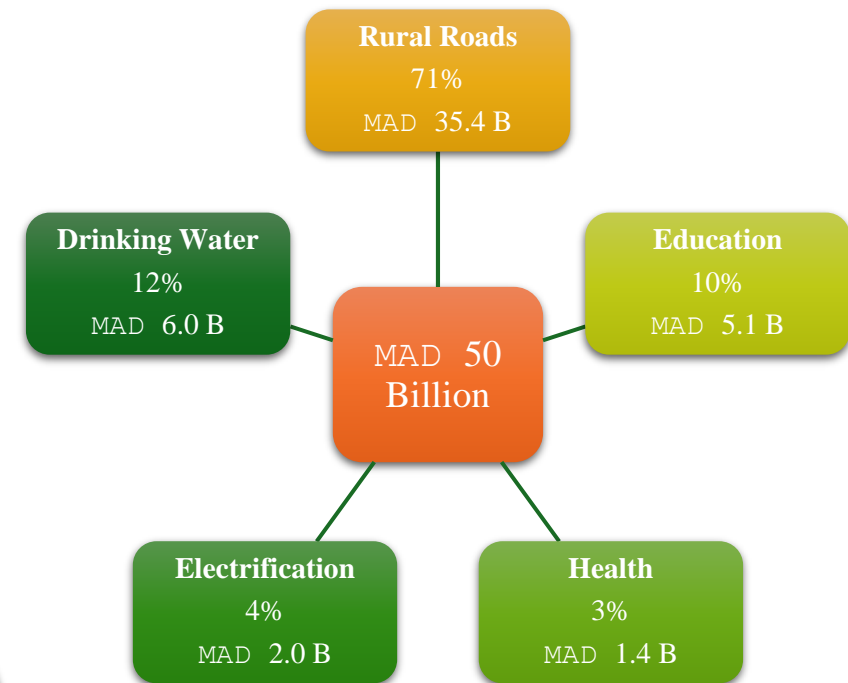 Rural Roads
71%
MAD 35.4 B
Drinking Water
12%
MAD 6.0 B
Education
10%
MAD 5.1 B
MAD 50
Billion
Electrification
4%
MAD 2.0 B
Health
3%
MAD 1.4 B